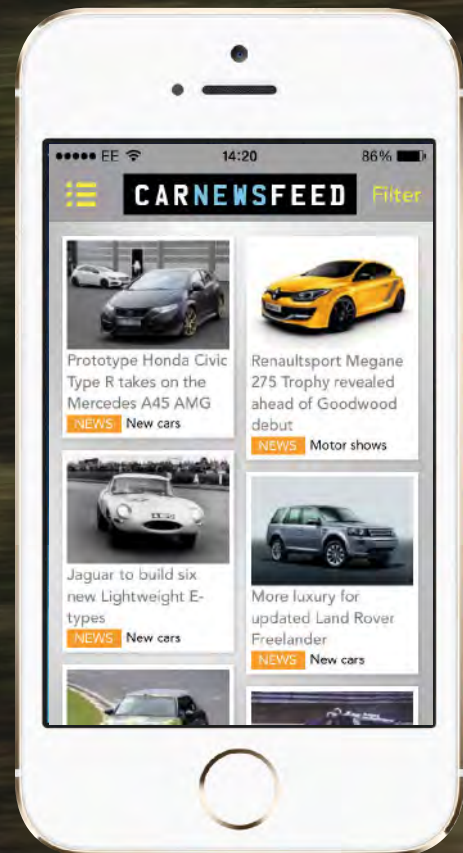 EE 14:20 86%
CARNEWSFEED Filter
Prototype Honda Civic
Type R takes on the
Mercedes A45 AMG
NEWS New cars
Renaultsport Megane
275 Trophy revealed
ahead of Goodwood
debut
NEWS Motor shows
Jaguar to build six
new Lightweight E-
types
NEWS New cars
More luxury for
updated Land Rover
Freelander
NEWS New cars